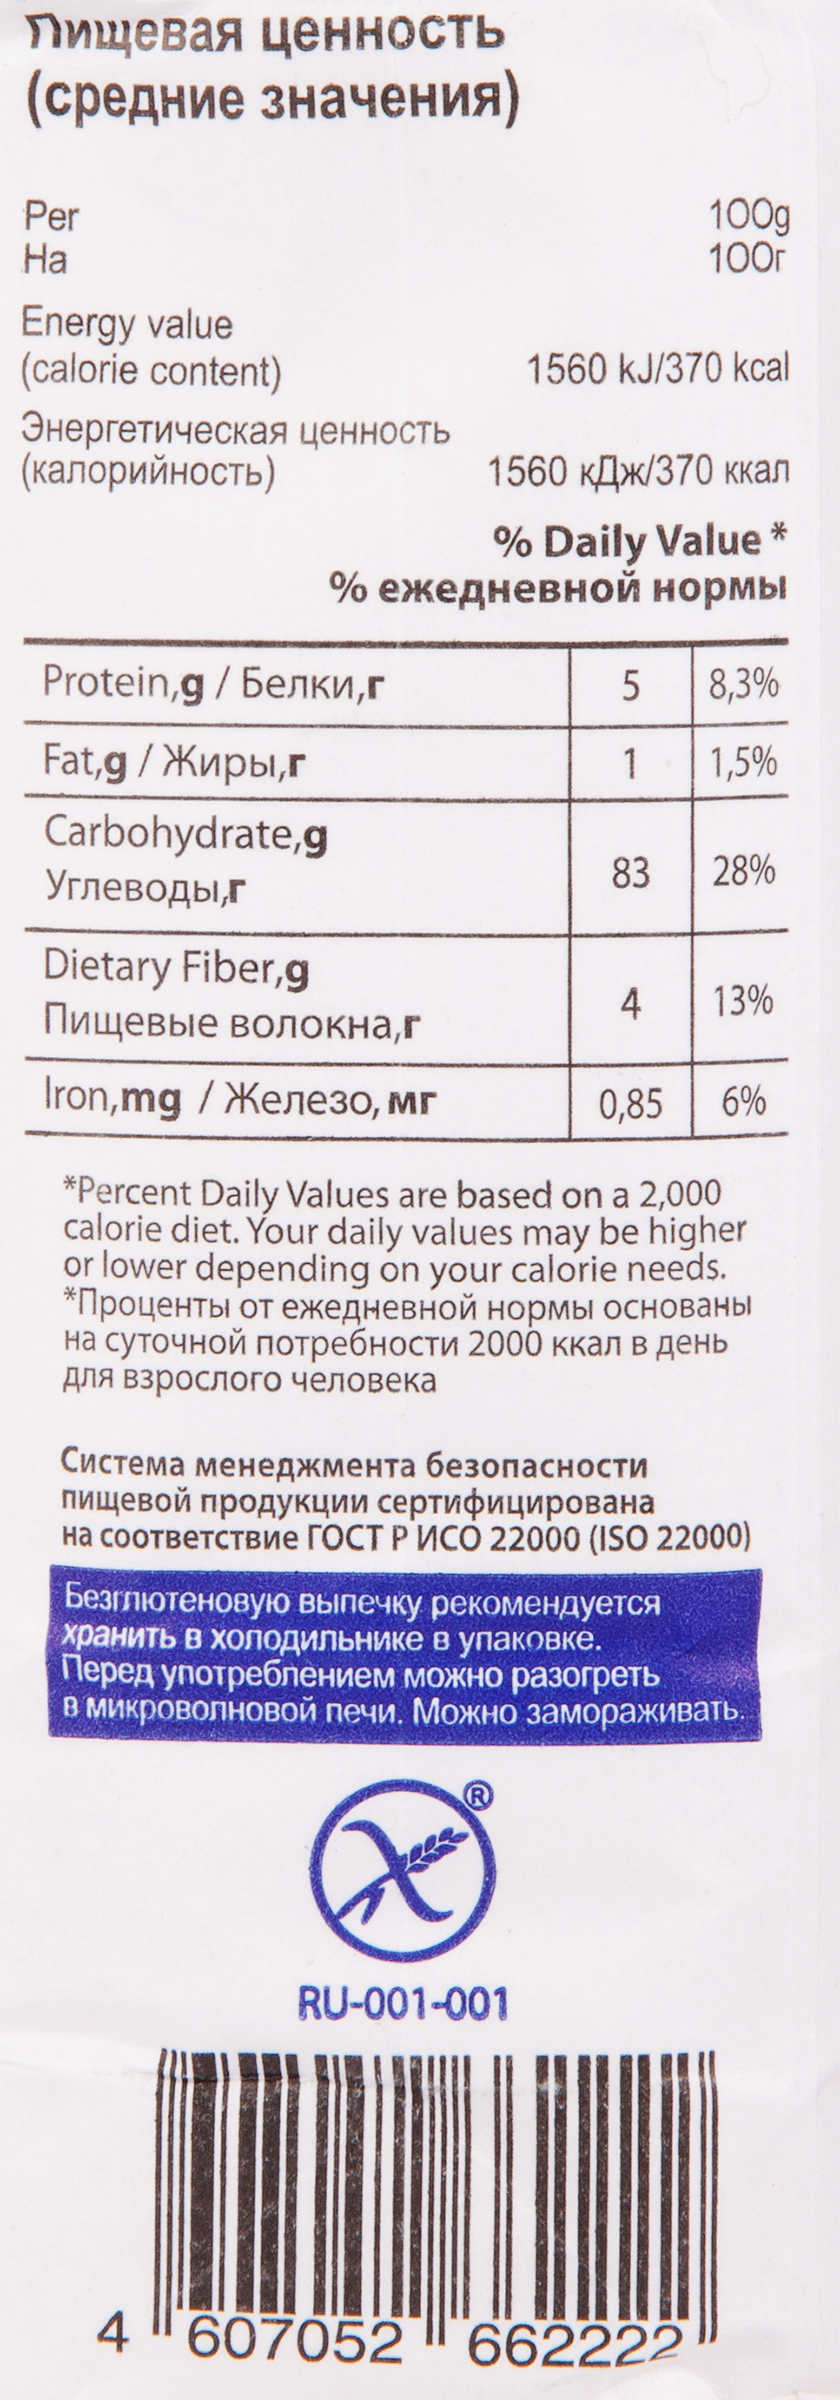 Пищевая ценность
(средние значения)
Per 100g
На 100г
Energy value
(calorie content) 1560 kJ/370 kcal
Энергетическая ценность
(калорийность) 1560 кДж/370 ккал
% Daily Value *
% ежедневной нормы
Protein,g / Белки,г 5 8,3%
Fat,g / Жиры,г 1 1,5%
Carbohydrate,g
Углеводы,г 83 28%
Dietary Fiber,g
Пищевые волокна,г 4 13%
Iron,mg / Железо, мг 0,85 6%
*Percent Daily Values are based on a 2,000
calorie diet. Your daily values may be higher
or lower depending on your calorie needs.
*Проценты от ежедневной нормы основаны
на суточной потребности 2000 ккал в день
для взрослого человека
Система менеджмента безопасности
пищевой продукции сертифицирована
на соответствие ГОСТ Р ИСО 22000 (ISO 22000)
Безглютеновую выпечку рекомендуется
хранить в холодильнике в упаковке.
Перед употреблением можно разогреть
в микроволновой печи. Можно замораживать.
®
RU-001-001
4 607052 662222